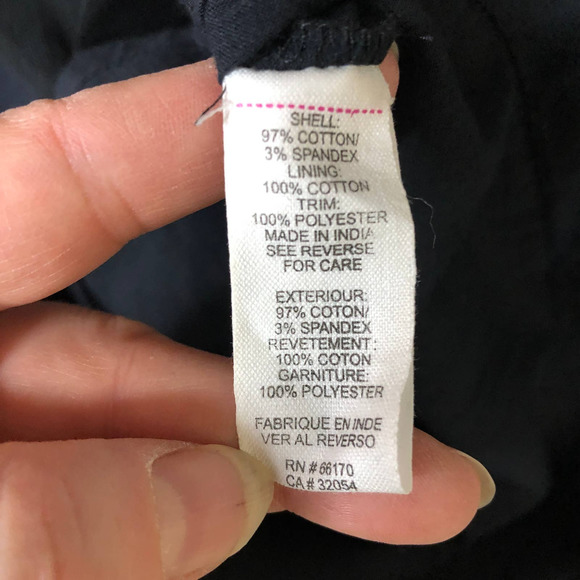 SHELL:
97% COTTON/
3% SPANDEX
LINING:
100% COTTON
TRIM:
100% POLYESTER
MADE IN INDIA
SEE REVERSE
FOR CARE
EXTERIOUR:
97% COTON/
3% SPANDEX
REVETEMENT:
100% COTON
GARNITURE:
100% POLYESTER
FABRIQUE EN INDE
VER AL REVERSO
RN # 66170
CA # 32054